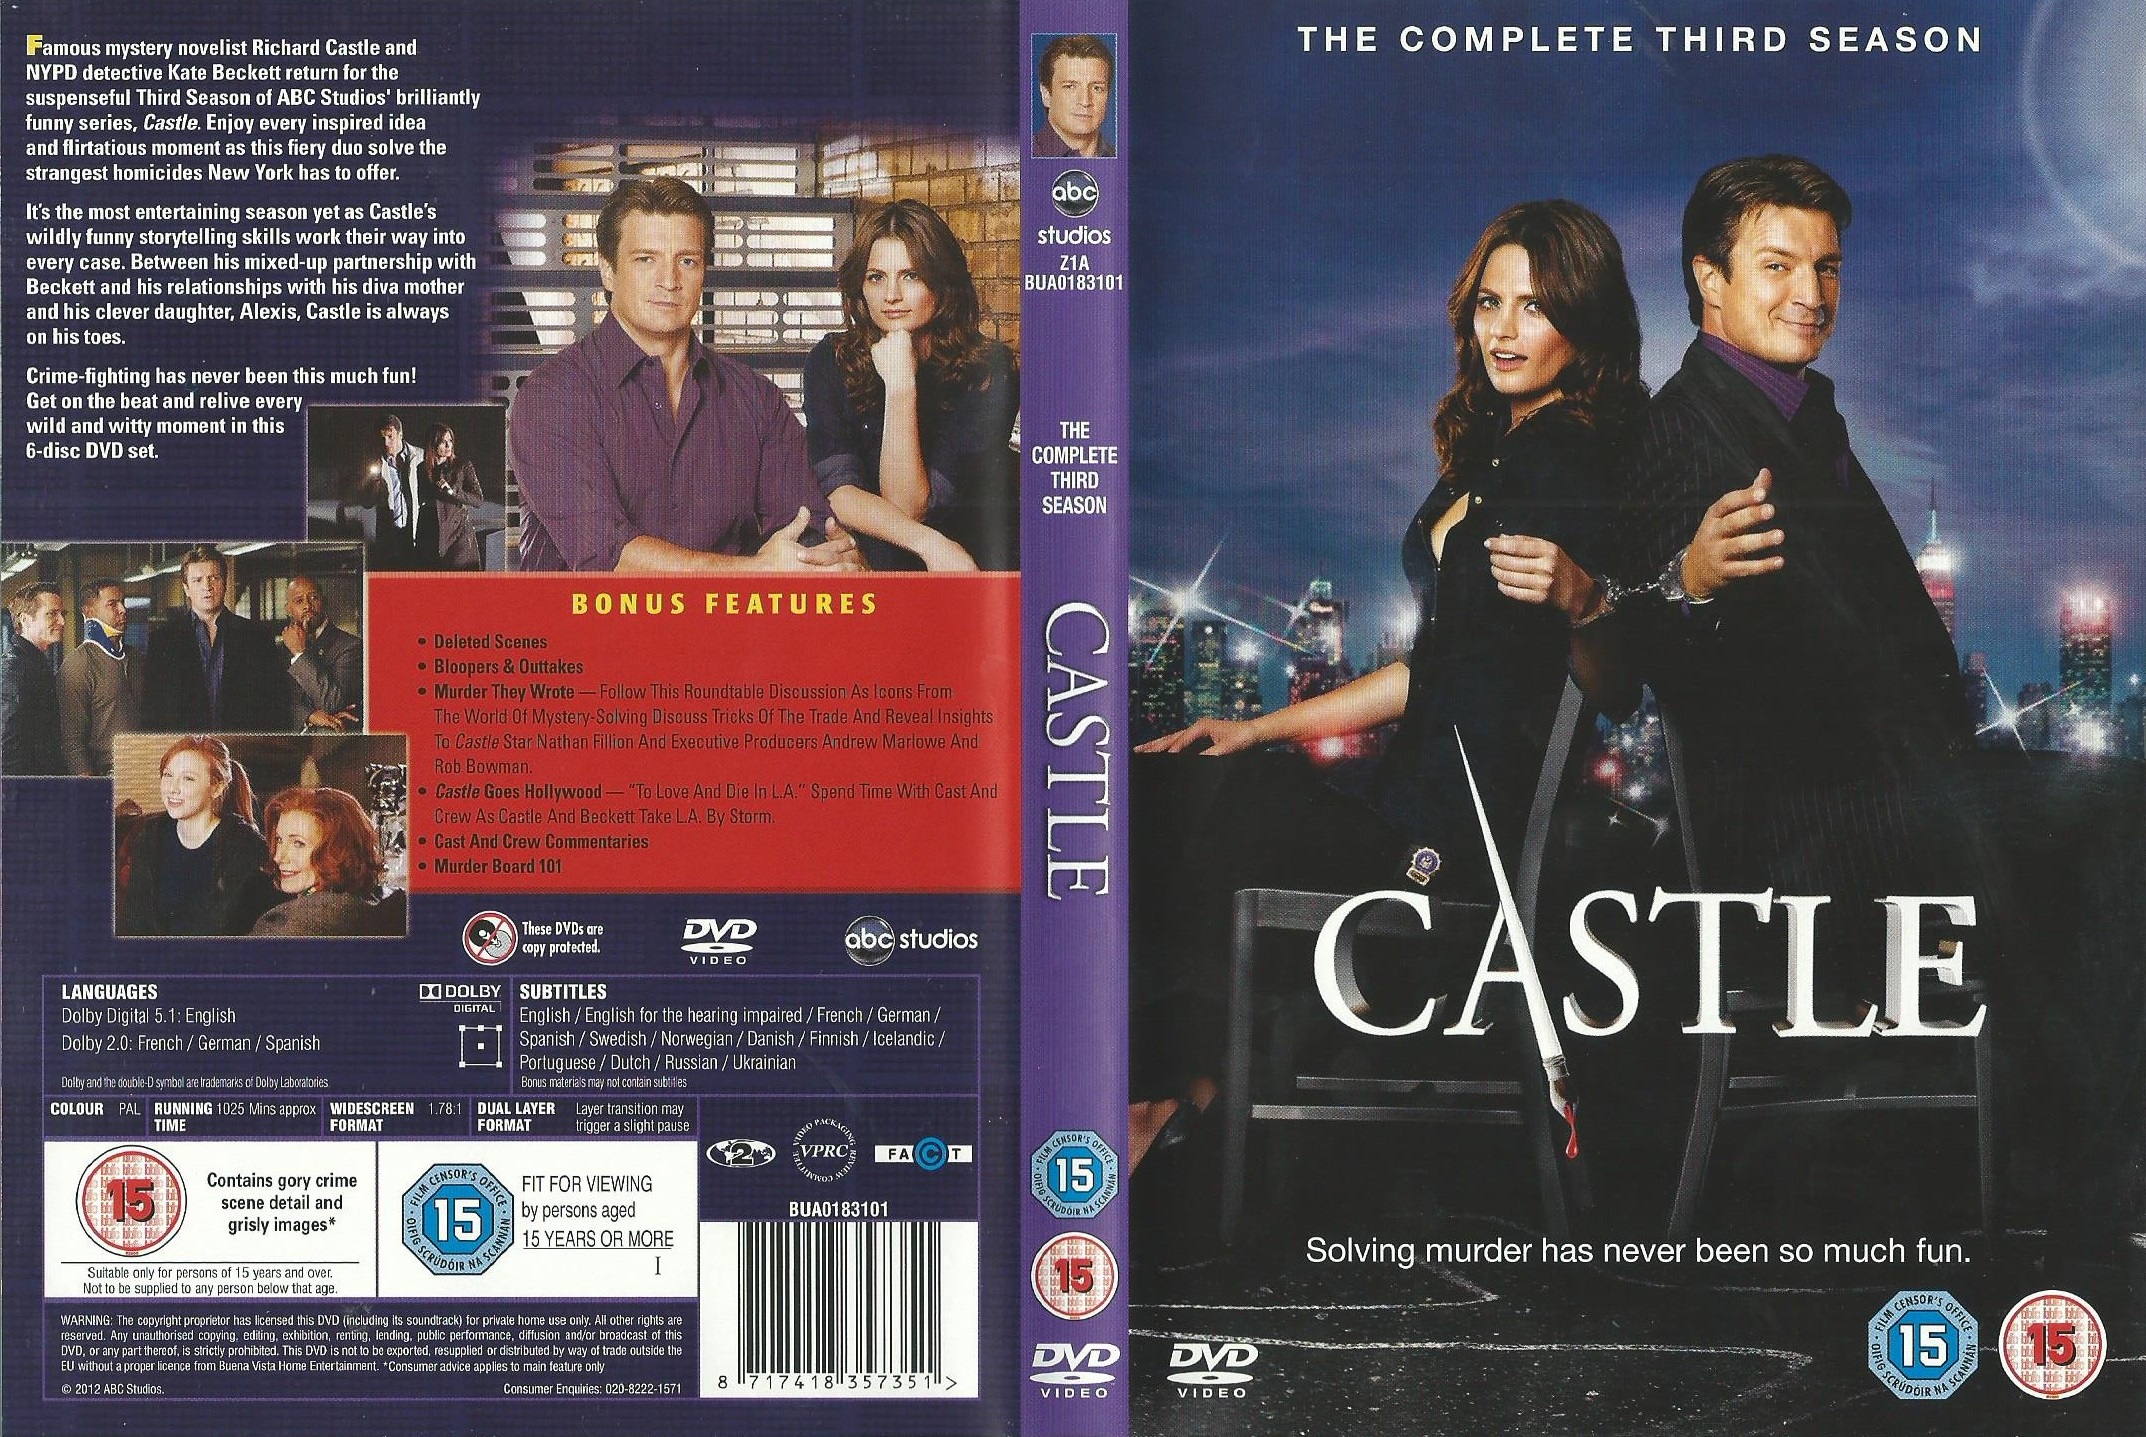 Famous mystery novelist Richard Castle and
NYPD detective Kate Beckett return for the
suspenseful Third Season of ABC Studios' brilliantly
funny series, Castle. Enjoy every inspired idea
and flirtatious moment as this fiery duo solve the
strangest homicides New York has to offer.
It's the most entertaining season yet as Castle's
wildly funny storytelling skills work their way into
every case. Between his mixed-up partnership with
Beckett and his relationships with his diva mother
and his clever daughter, Alexis, Castle is always
on his toes.
Crime-fighting has never been this much fun!
Get on the beat and relive every
wild and witty moment in this
6-disc DVD set.
BONUS FEATURES
• Deleted Scenes
• Bloopers & Outtakes
• Murder They Wrote — Follow This Roundtable Discussion As Icons From
The World Of Mystery-Solving Discuss Tricks Of The Trade And Reveal Insights
To Castle Star Nathan Fillion And Executive Producers Andrew Marlowe And
Rob Bowman.
• Castle Goes Hollywood — "To Love And Die In L.A." Spend Time With Cast And
Crew As Castle And Beckett Take L.A. By Storm.
• Cast And Crew Commentaries
• Murder Board 101
These DVDs are
copy protected.
DVD
VIDEO
abc studios
LANGUAGES
Dolby Digital 5.1: English
Dolby 2.0: French / German / Spanish
Dolby and the double-D symbol are trademarks of Dolby Laboratories.
DOLBY
DIGITAL
SUBTITLES
English / English for the hearing impaired / French / German /
Spanish / Swedish / Norwegian / Danish / Finnish / Icelandic /
Portuguese / Dutch / Russian / Ukrainian
Bonus materials may not contain subtitles
COLOUR PAL
RUNNING TIME 1025 Mins approx
WIDESCREEN FORMAT 1.78:1
DUAL LAYER FORMAT Layer transition may
trigger a slight pause
15
Contains gory crime
scene detail and
grisly images*
Suitable only for persons of 15 years and over.
Not to be supplied to any person below that age.
FILM CENSOR'S OFFICE
15
OIFIG SCRÚDÓIR NA SCANNÁN
FIT FOR VIEWING
by persons aged
15 YEARS OR MORE
I
2
VIDEO PACKAGING
VPRC
REVIEW COMMITTEE
FACT
BUA0183101
8 717418 357351 >
WARNING: The copyright proprietor has licensed this DVD (including its soundtrack) for private home use only. All other rights are
reserved. Any unauthorised copying, editing, exhibition, renting, lending, public performance, diffusion and/or broadcast of this
DVD, or any part thereof, is strictly prohibited. This DVD is not to be exported, resupplied or distributed by way of trade outside the
EU without a proper licence from Buena Vista Home Entertainment. *Consumer advice applies to main feature only
© 2012 ABC Studios.
Consumer Enquiries: 020-8222-1571
abc
studios
Z1A
BUA0183101
THE
COMPLETE
THIRD
SEASON
CASTLE
FILM CENSOR'S OFFICE
15
OIFIG SCRÚDÓIR NA SCANNÁN
15
DVD
VIDEO
THE COMPLETE THIRD SEASON
CASTLE
Solving murder has never been so much fun.
DVD
VIDEO
FILM CENSOR'S OFFICE
15
OIFIG SCRÚDÓIR NA SCANNÁN
15